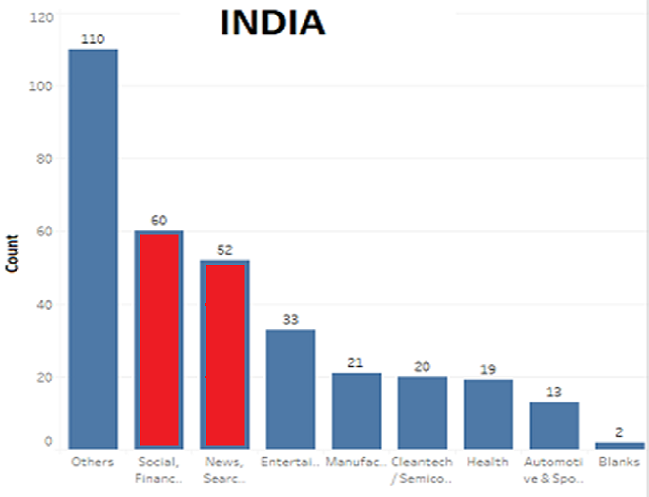 INDIA
120
100
80
60
40
20
0
Count
110
60
52
33
21
20
19
13
2
Others
Social,
Financ..
News,
Searc..
Entertai..
Manufac..
Cleantech
/ Semico..
Health
Automoti
ve & Spo..
Blanks